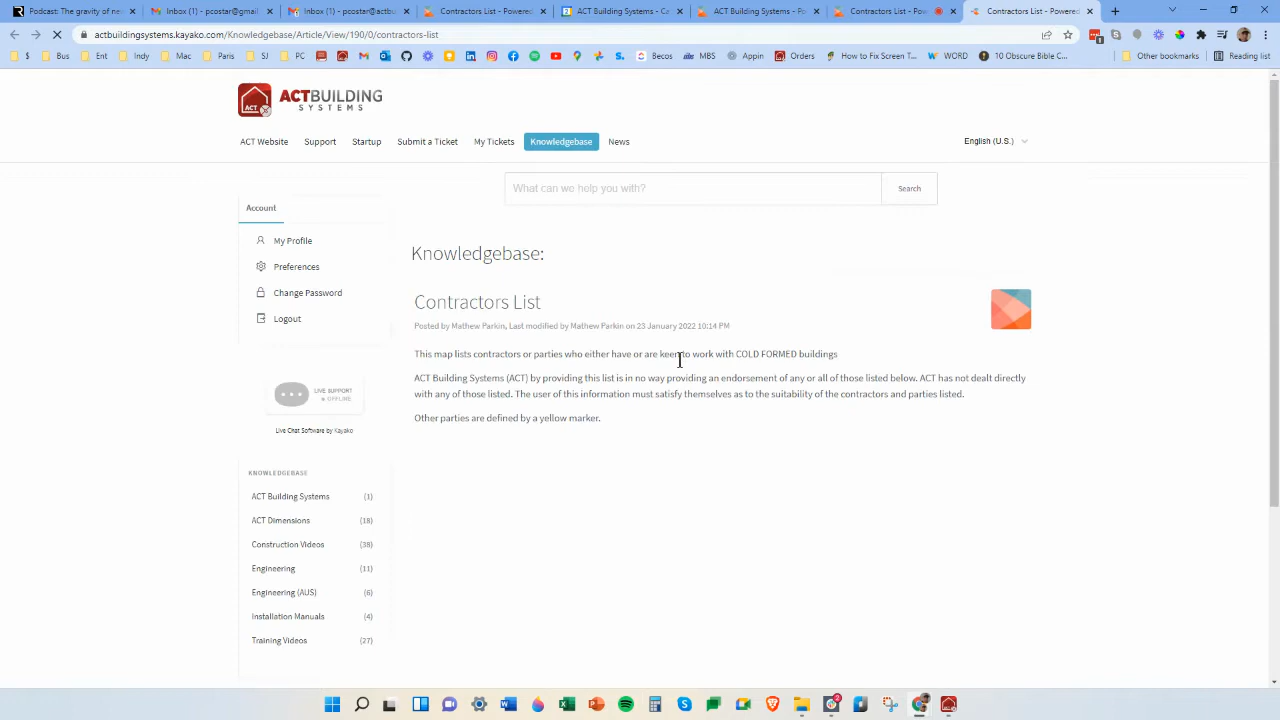 Podcast: The gravity of ne
Inbox (1) - pcostar@gmail
Inbox (1) - pcostar@actbu
Contractors List - Powered
ACT Building Systems - Ca
ACT Building Systems - Fo
Contractors List - Pow
Contractors List - Powered
actbuildingsystems.kayako.com/Knowledgebase/Article/View/190/0/contractors-list
$ Bus Ent Indy Mac Paris SJ PC S.. Becos MBS Appin Orders How to Fix Screen T... WORD 10 Obscure Bible C... Other bookmarks Reading list
ACTBUILDING
SYSTEMS
ACT
ACT Website Support Startup Submit a Ticket My Tickets Knowledgebase News English (U.S.)
What can we help you with? Search
Account
My Profile
Preferences
Change Password
Logout
Knowledgebase:
Contractors List
Posted by Mathew Parkin, Last modified by Mathew Parkin on 23 January 2022 10:14 PM
This map lists contractors or parties who either have or are keen to work with COLD FORMED buildings
ACT Building Systems (ACT) by providing this list is in no way providing an endorsement of any or all of those listed below. ACT has not dealt directly
with any of those listed. The user of this information must satisfy themselves as to the suitability of the contractors and parties listed.
Other parties are defined by a yellow marker.
LIVE SUPPORT
OFFLINE
Live Chat Software by Kayako
KNOWLEDGEBASE
ACT Building Systems (1)
ACT Dimensions (18)
Construction Videos (38)
Engineering (11)
Engineering (AUS) (6)
Installation Manuals (4)
Training Videos (27)